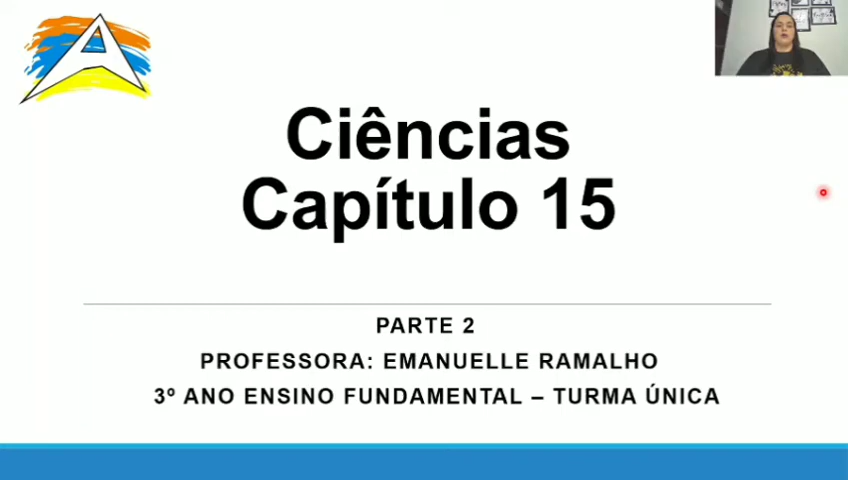 Ciências
Capítulo 15
PARTE 2
PROFESSORA: EMANUELLE RAMALHO
3º ANO ENSINO FUNDAMENTAL – TURMA ÚNICA